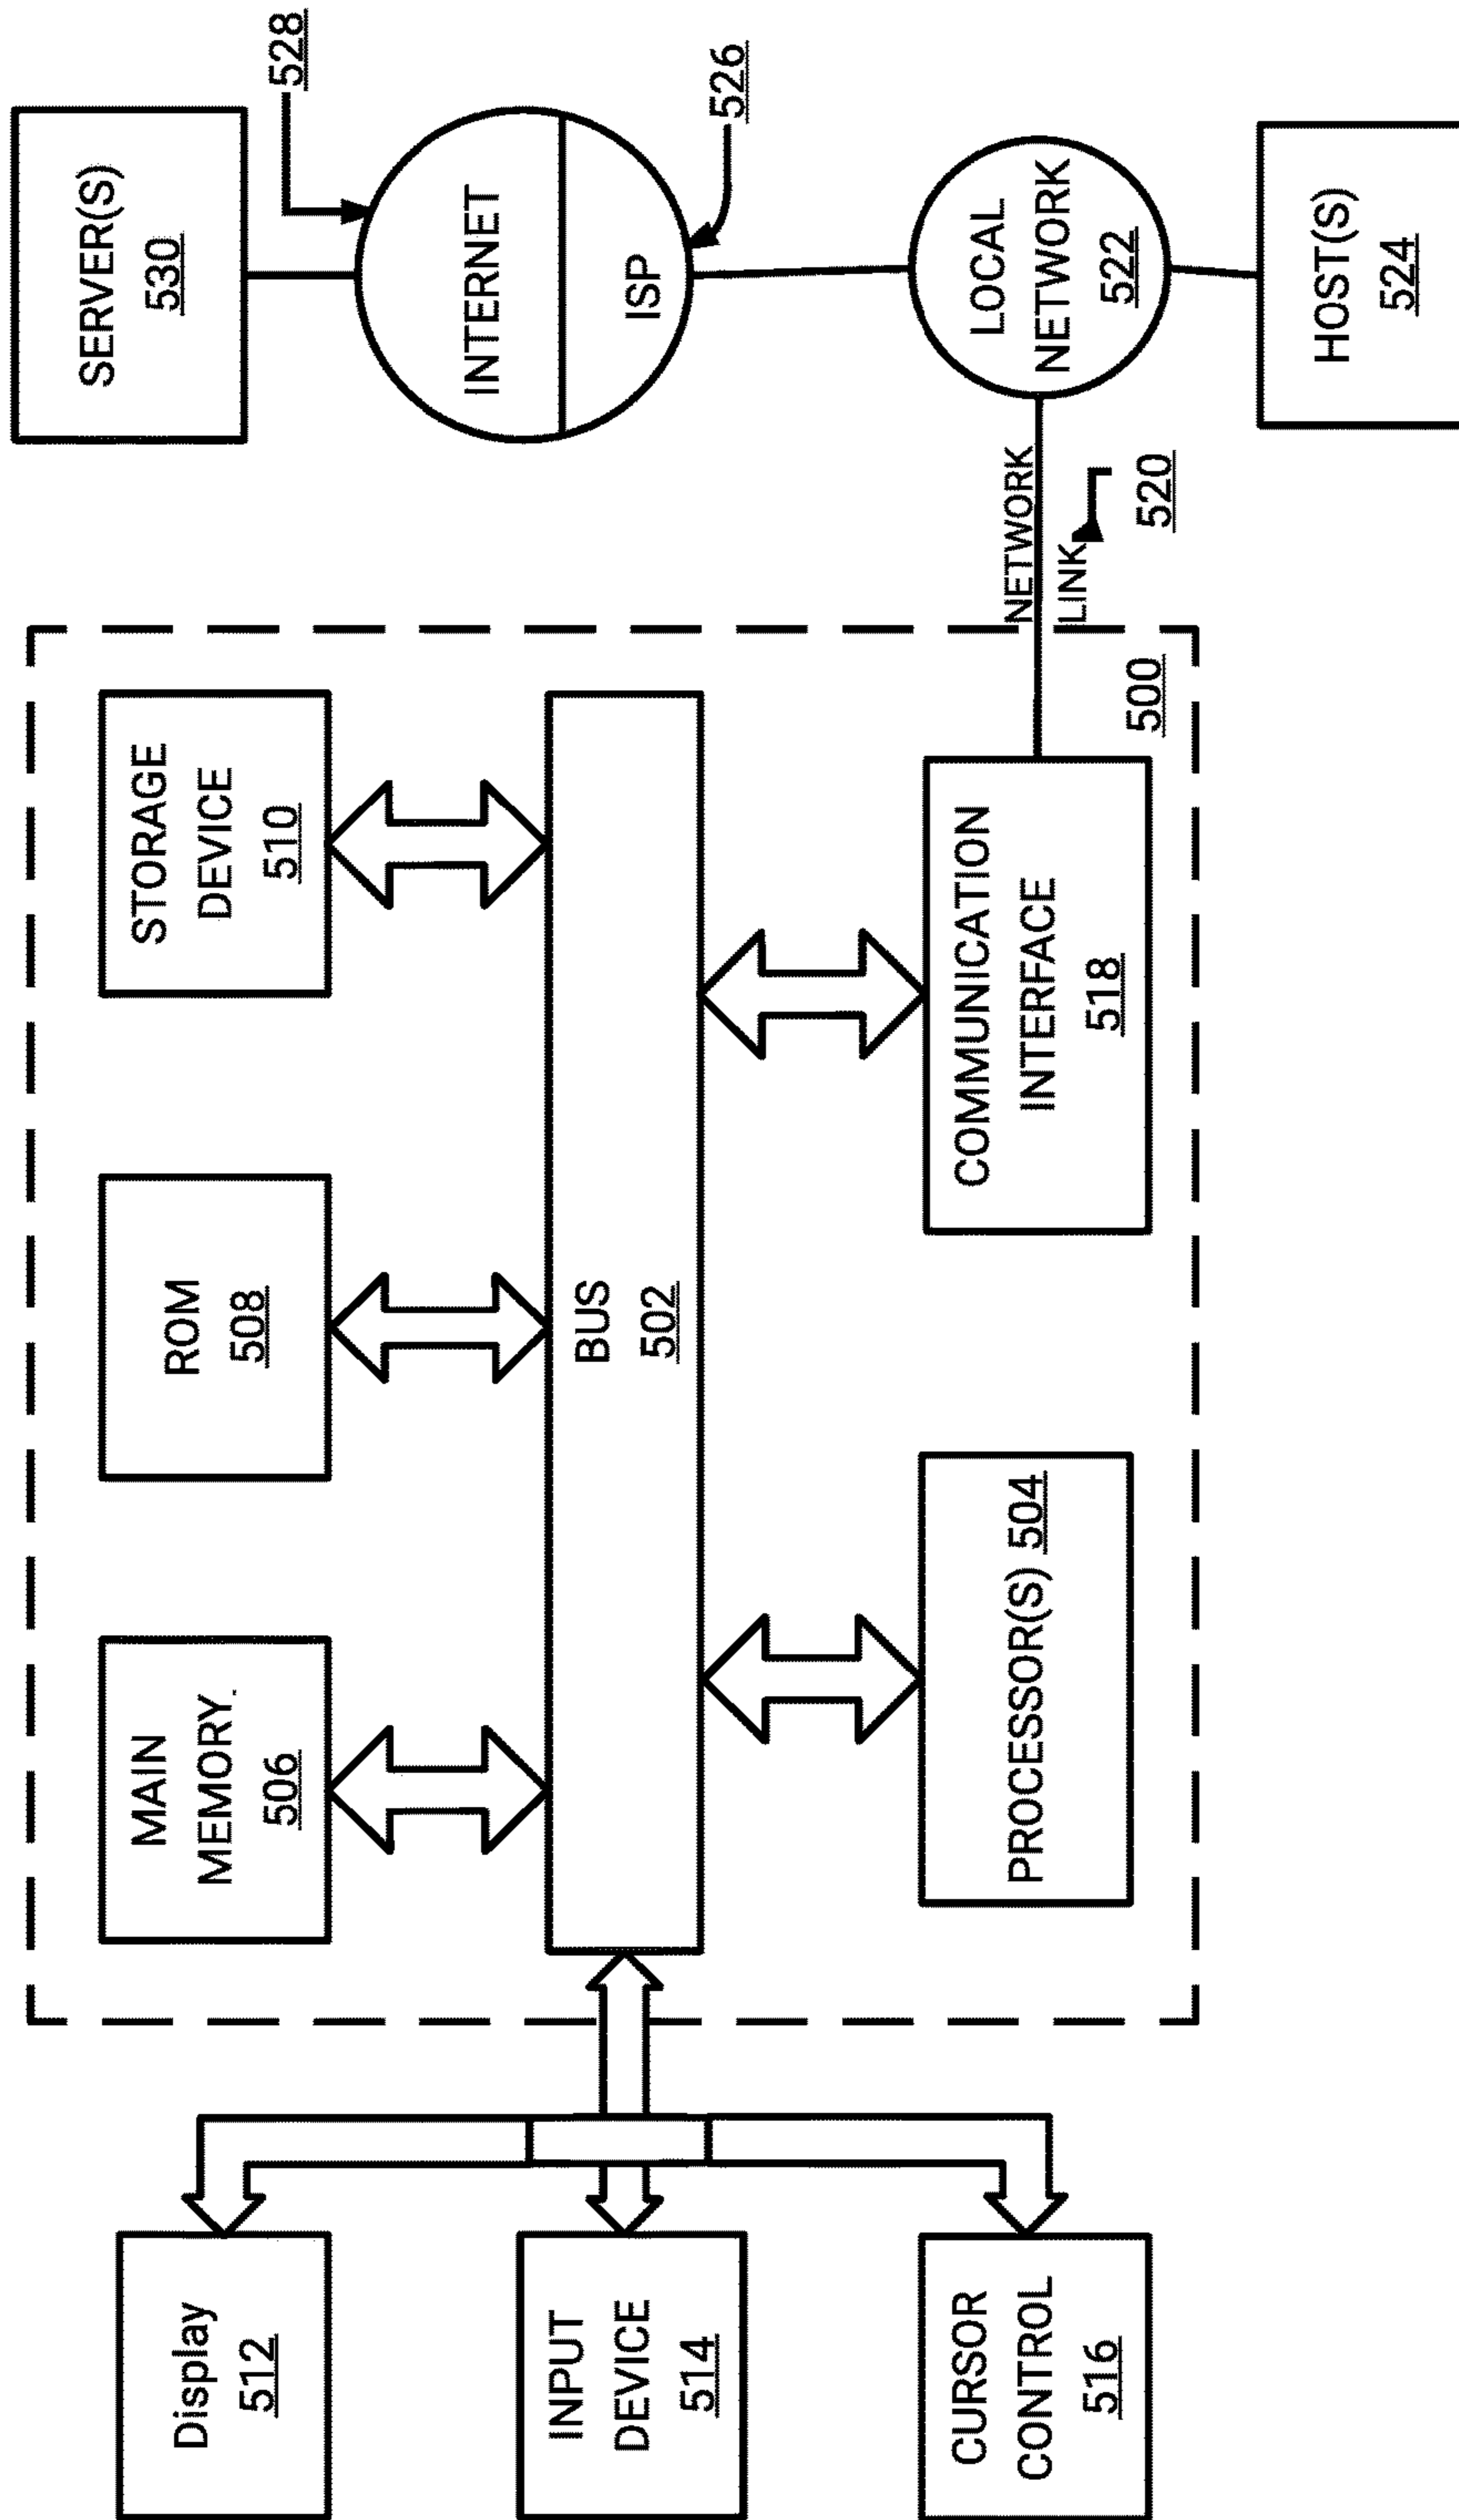 Display
512
INPUT
DEVICE
514
CURSOR
CONTROL
516
MAIN
MEMORY.
506
ROM
508
STORAGE
DEVICE
510
BUS
502
PROCESSOR(S) 504
COMMUNICATION
INTERFACE
518
500
NETWORK
LINK
520
SERVER(S)
530
528
INTERNET
ISP
526
LOCAL
NETWORK
522
HOST(S)
524